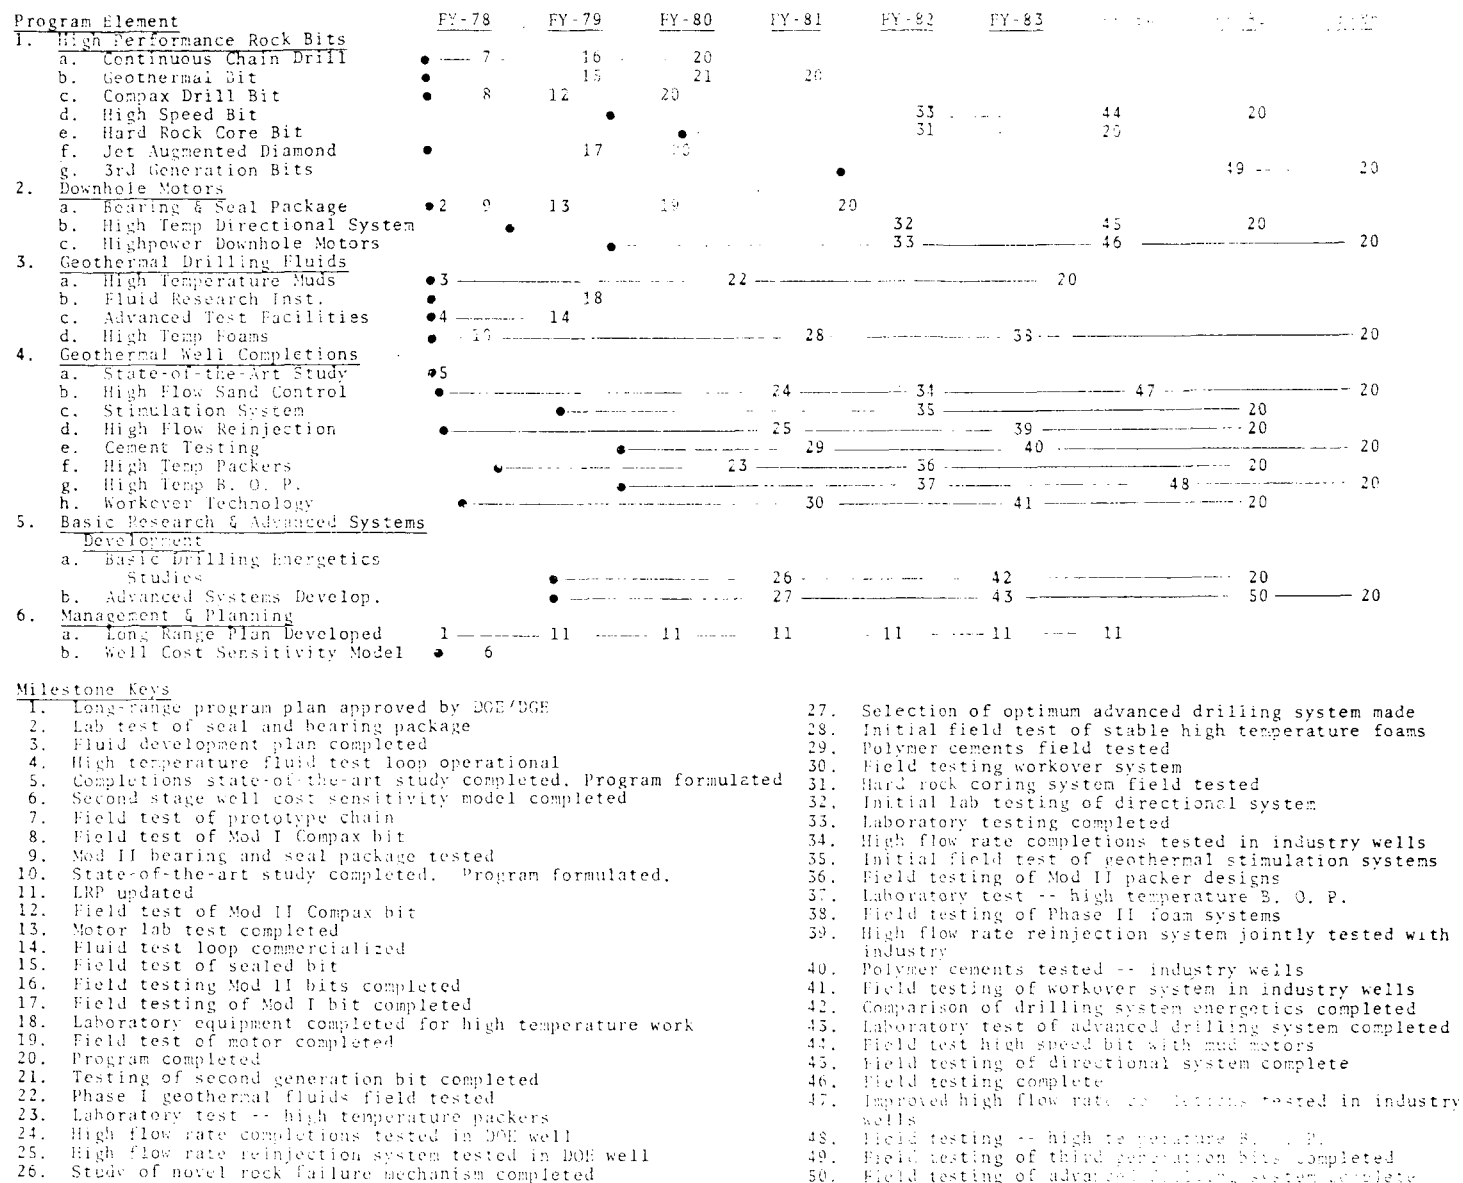 Program Element FY-78 FY-79 FY-80 FY-81 FY-82 FY-83
1. High Performance Rock Bits
a. Continuous Chain Drill ● 7 16 20
b. Geothermal Bit ● 15 21 20
c. Compax Drill Bit ● 8 12 20
d. High Speed Bit ● 33 44 20
e. Hard Rock Core Bit ● 31 20
f. Jet Augmented Diamond ● 17 20
g. 3rd Generation Bits ● 49 20
2. Downhole Motors
a. Bearing & Seal Package ●2 9 13 19 20
b. High Temp Directional System ● 32 45 20
c. Highpower Downhole Motors ● 33 46 20
3. Geothermal Drilling Fluids
a. High Temperature Muds ●3 22 20
b. Fluid Research Inst. ● 18
c. Advanced Test Facilities ●4 14
d. High Temp Foams ● 10 28 38 20
4. Geothermal Well Completions
a. State-of-the-Art Study ●5
b. High Flow Sand Control ● 24 34 47 20
c. Stimulation System ● 35 20
d. High Flow Reinjection ● 25 39 20
e. Cement Testing ● 29 40 20
f. High Temp Packers ● 23 36 20
g. High Temp B. O. P. ● 37 48 20
h. Workover Technology ● 30 41 20
5. Basic Research & Advanced Systems
Development
a. Basic Drilling Energetics
Studies ● 26 42 20
b. Advanced Systems Develop. ● 27 43 50 20
6. Management & Planning
a. Long Range Plan Developed 1 11 11 11 11 11 11
b. Well Cost Sensitivity Model ● 6
Milestone Keys
1. Long-range program plan approved by DOE/DGE
2. Lab test of seal and bearing package
3. Fluid development plan completed
4. High temperature fluid test loop operational
5. Completions state-of-the-art study completed. Program formulated
6. Second stage well cost sensitivity model completed
7. Field test of prototype chain
8. Field test of Mod I Compax bit
9. Mod II bearing and seal package tested
10. State-of-the-art study completed. Program formulated.
11. LRP updated
12. Field test of Mod II Compax bit
13. Motor lab test completed
14. Fluid test loop commercialized
15. Field test of sealed bit
16. Field testing Mod II bits completed
17. Field testing of Mod I bit completed
18. Laboratory equipment completed for high temperature work
19. Field test of motor completed
20. Program completed
21. Testing of second generation bit completed
22. Phase I geothermal fluids field tested
23. Laboratory test -- high temperature packers
24. High flow rate completions tested in DOE well
25. High flow rate reinjection system tested in DOE well
26. Study of novel rock failure mechanism completed
27. Selection of optimum advanced drilling system made
28. Initial field test of stable high temperature foams
29. Polymer cements field tested
30. Field testing workover system
31. Hard rock coring system field tested
32. Initial lab testing of directional system
33. Laboratory testing completed
34. High flow rate completions tested in industry wells
35. Initial field test of geothermal stimulation systems
36. Field testing of Mod II packer designs
37. Laboratory test -- high temperature B. O. P.
38. Field testing of Phase II foam systems
39. High flow rate reinjection system jointly tested with
industry
40. Polymer cements tested -- industry wells
41. Field testing of workover system in industry wells
42. Comparison of drilling system energetics completed
43. Laboratory test of advanced drilling system completed
44. Field test high speed bit with mud motors
45. Field testing of directional system complete
46. Field testing complete
47. Improved high flow rate completions tested in industry
wells
48. Field testing -- high temperature B. O. P.
49. Field testing of third generation bits completed
50. Field testing of advanced drilling system complete